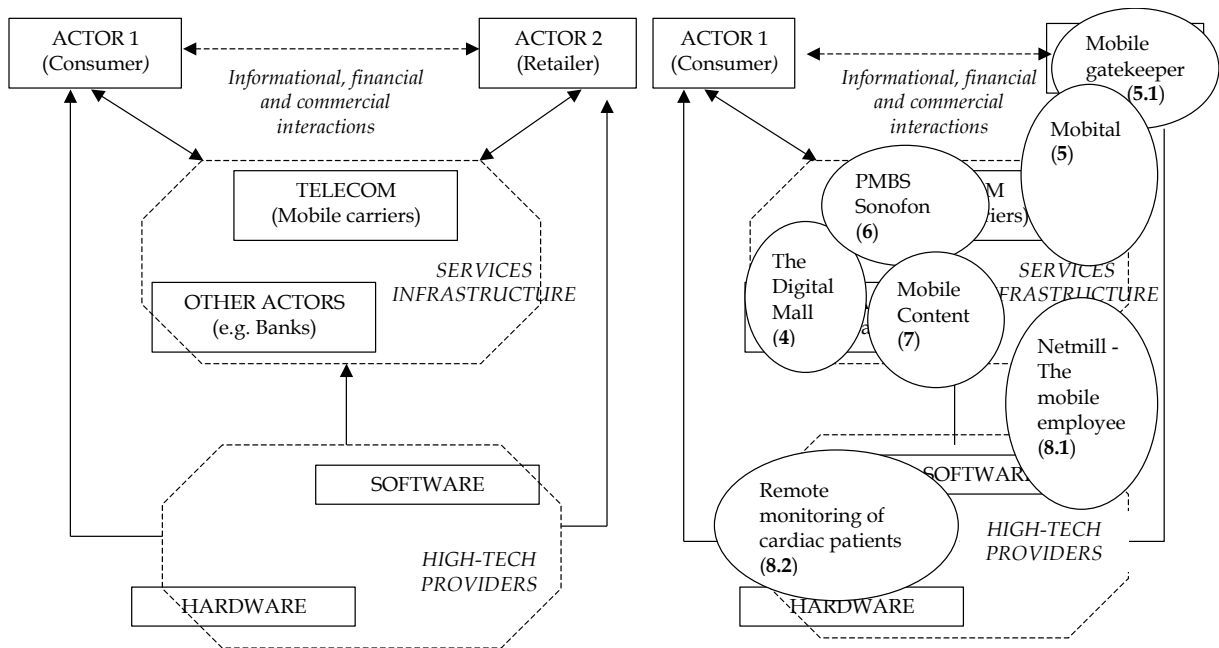 ACTOR 1
(Consumer)
ACTOR 2
(Retailer)
Informational, financial
and commercial
interactions
TELECOM
(Mobile carriers)
SERVICES
INFRASTRUCTURE
OTHER ACTORS
(e.g. Banks)
SOFTWARE
HIGH-TECH
PROVIDERS
HARDWARE
ACTOR 1
(Consumer)
Informational, financial
and commercial
interactions
Mobile
gatekeeper
(5.1)
Mobital
(5)
PMBS
Sonofon
(6)
M
riers)
The
Digital
Mall
(4)
Mobile
Content
(7)
SERVICES
FRASTRUCTURE
Netmill -
The
mobile
employee
(8.1)
SOFTWARE
Remote
monitoring of
cardiac patients
(8.2)
HIGH-TECH
PROVIDERS
HARDWARE